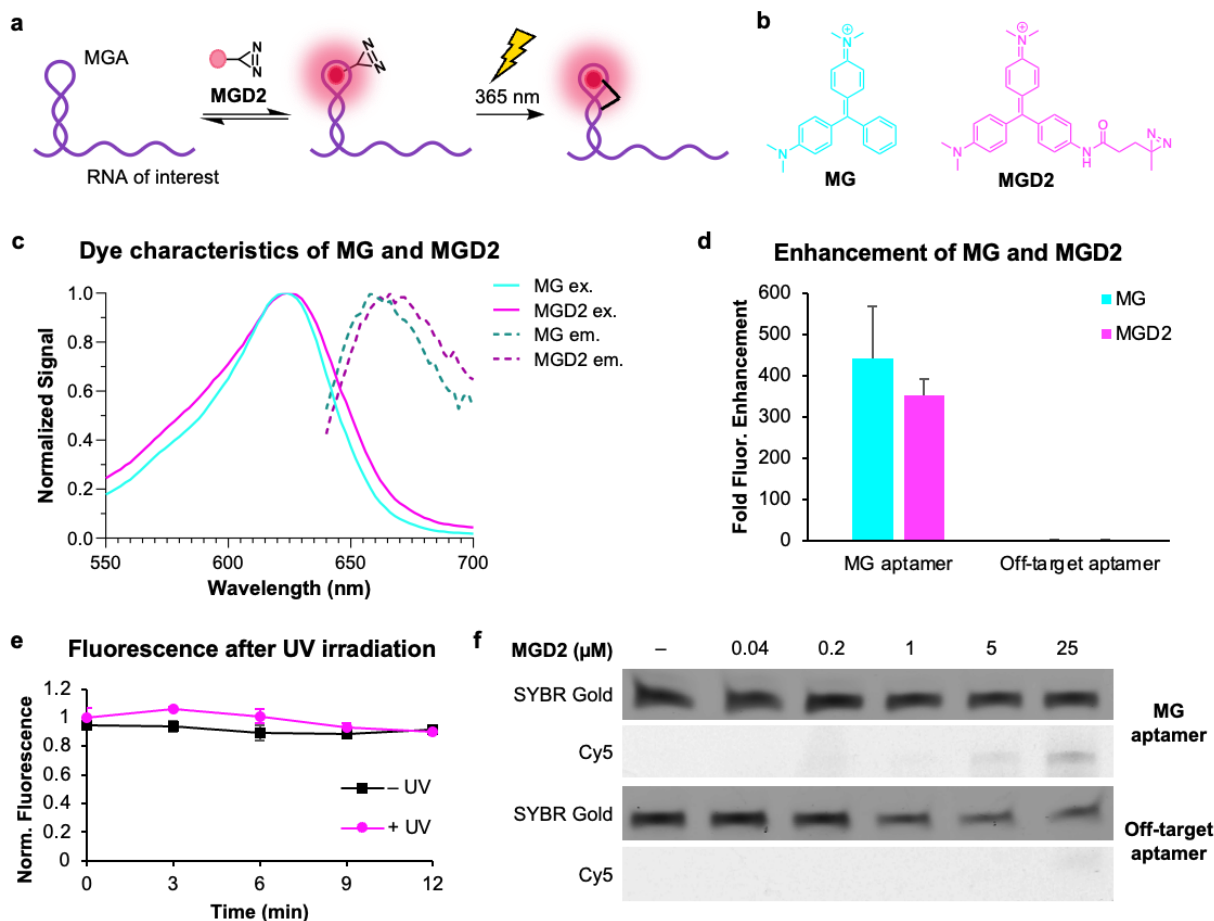 a
MGA
MGD2
N
N
N
N
365 nm
RNA of interest
b
N
N
MG
N
N
O
N
H
N
N
MGD2
c
Dye characteristics of MG and MGD2
Normalized Signal
1.0
0.8
0.6
0.4
0.2
0.0
550
600
650
700
Wavelength (nm)
MG ex.
MGD2 ex.
MG em.
MGD2 em.
d
Enhancement of MG and MGD2
Fold Fluor. Enhancement
600
500
400
300
200
100
0
MG
MGD2
MG aptamer
Off-target aptamer
e
Fluorescence after UV irradiation
Norm. Fluorescence
1.2
1
0.8
0.6
0.4
0.2
0
– UV
+ UV
0
3
6
9
12
Time (min)
f
MGD2 (µM)
–
0.04
0.2
1
5
25
SYBR Gold
Cy5
MG
aptamer
SYBR Gold
Cy5
Off-target
aptamer